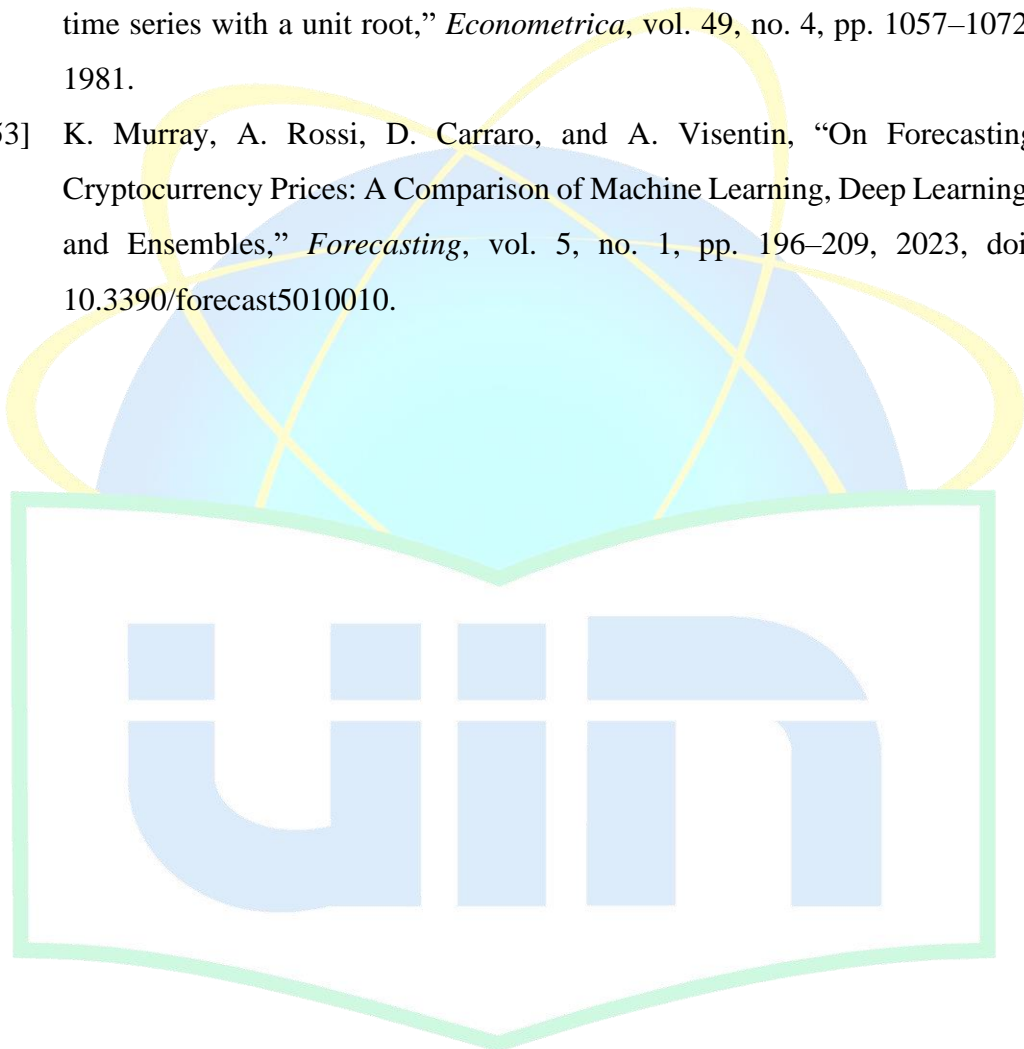 time series with a unit root,” Econometrica, vol. 49, no. 4, pp. 1057–1072
1981.
53] K. Murray, A. Rossi, D. Carraro, and A. Visentin, “On Forecasting
Cryptocurrency Prices: A Comparison of Machine Learning, Deep Learning
and Ensembles,” Forecasting, vol. 5, no. 1, pp. 196–209, 2023, doi
10.3390/forecast5010010.
uin